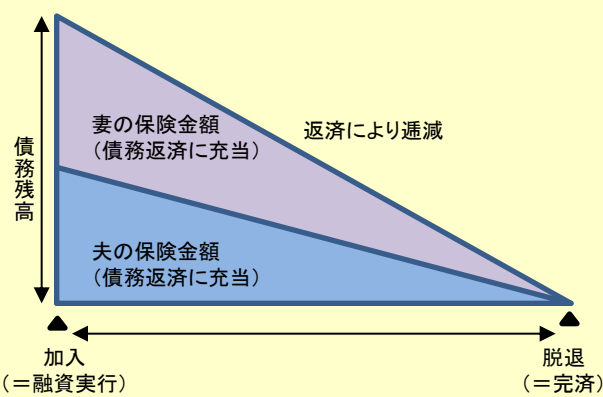 妻の保険金額
（債務返済に充当）
返済により逓減
債務残高
夫の保険金額
（債務返済に充当）
加入
（＝融資実行）
脱退
（＝完済）